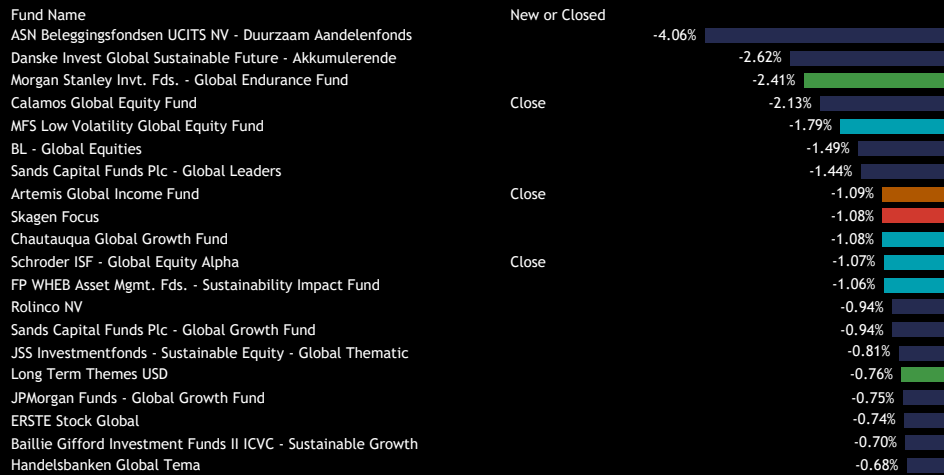 Fund Name New or Closed
ASN Beleggingsfondsen UCITS NV - Duurzaam Aandelenfonds -4.06%
Danske Invest Global Sustainable Future - Akkumulerende -2.62%
Morgan Stanley Invt. Fds. - Global Endurance Fund -2.41%
Calamos Global Equity Fund Close -2.13%
MFS Low Volatility Global Equity Fund -1.79%
BL - Global Equities -1.49%
Sands Capital Funds Plc - Global Leaders -1.44%
Artemis Global Income Fund Close -1.09%
Skagen Focus -1.08%
Chautauqua Global Growth Fund -1.08%
Schroder ISF - Global Equity Alpha Close -1.07%
FP WHEB Asset Mgmt. Fds. - Sustainability Impact Fund -1.06%
Rolinco NV -0.94%
Sands Capital Funds Plc - Global Growth Fund -0.94%
JSS Investmentfonds - Sustainable Equity - Global Thematic -0.81%
Long Term Themes USD -0.76%
JPMorgan Funds - Global Growth Fund -0.75%
ERSTE Stock Global -0.74%
Baillie Gifford Investment Funds II ICVC - Sustainable Growth -0.70%
Handelsbanken Global Tema -0.68%